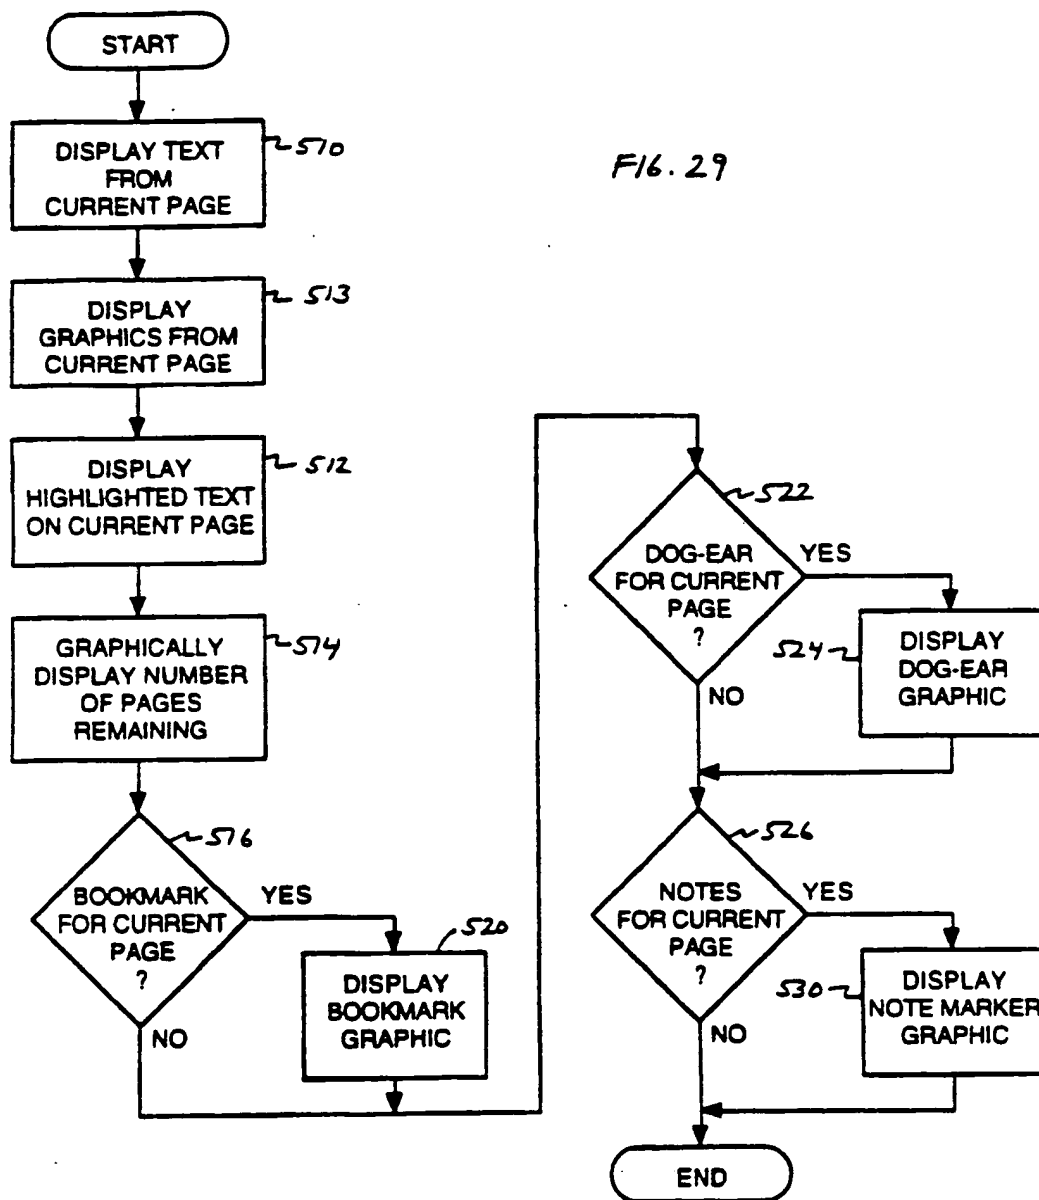 START
DISPLAY TEXT
FROM
CURRENT PAGE
510
FIG. 29
DISPLAY
GRAPHICS FROM
CURRENT PAGE
513
DISPLAY
HIGHLIGHTED TEXT
ON CURRENT PAGE
512
GRAPHICALLY
DISPLAY NUMBER
OF PAGES
REMAINING
514
BOOKMARK
FOR CURRENT
PAGE
?
516
YES
NO
DISPLAY
BOOKMARK
GRAPHIC
520
DOG-EAR
FOR CURRENT
PAGE
?
522
YES
NO
DISPLAY
DOG-EAR
GRAPHIC
524
NOTES
FOR CURRENT
PAGE
?
526
YES
NO
DISPLAY
NOTE MARKER
GRAPHIC
530
END